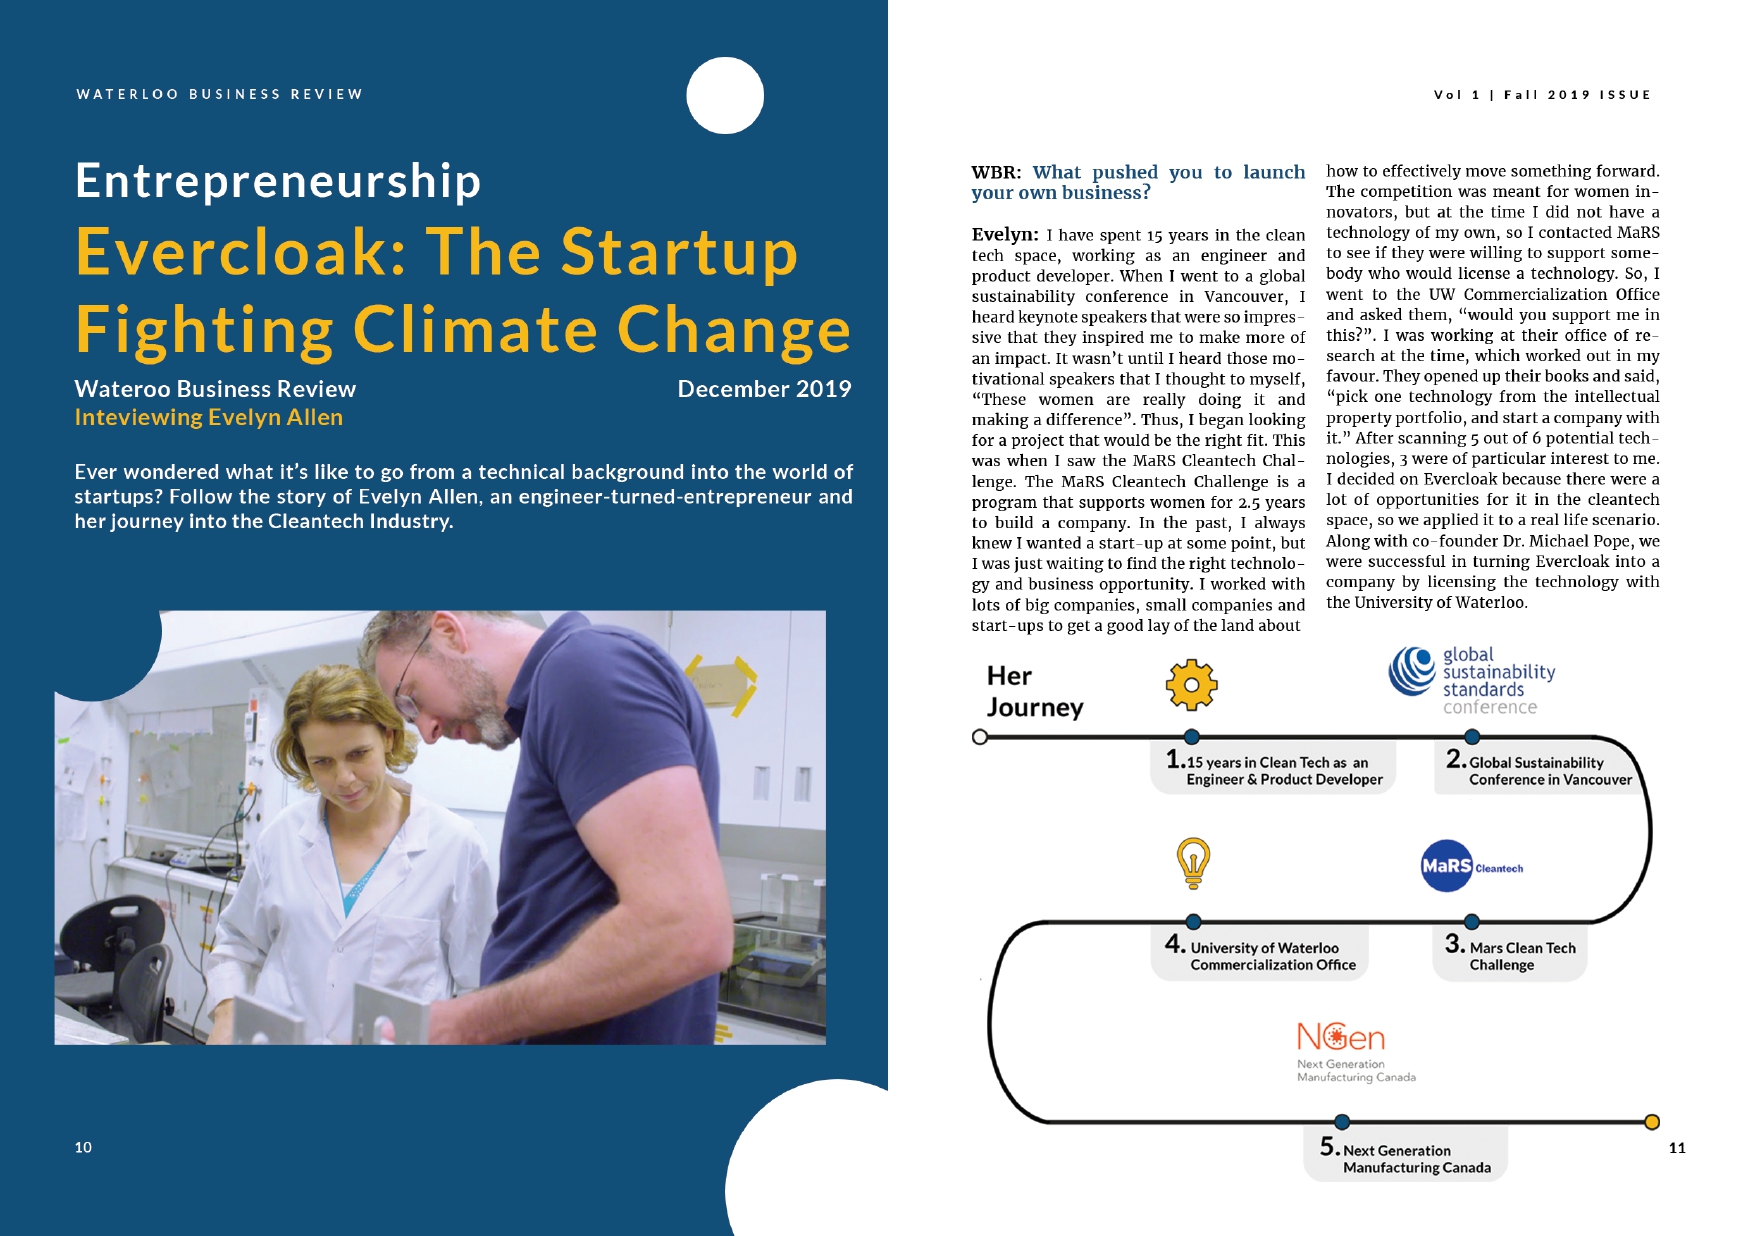 WATERLOO BUSINESS REVIEW
Entrepreneurship
Evercloak: The Startup
Fighting Climate Change
Wateroo Business Review
December 2019
Inteviewing Evelyn Allen
Ever wondered what it's like to go from a technical background into the world of
startups? Follow the story of Evelyn Allen, an engineer-turned-entrepreneur and
her journey into the Cleantech Industry.
10
Vol 1 | Fall 2019 ISSUE
WBR: What pushed you to launch
your own business?
Evelyn: I have spent 15 years in the clean
tech space, working as an engineer and
product developer. When I went to a global
sustainability conference in Vancouver, I
heard keynote speakers that were so impres-
sive that they inspired me to make more of
an impact. It wasn't until I heard those mo-
tivational speakers that I thought to myself,
“These women are really doing it and
making a difference”. Thus, I began looking
for a project that would be the right fit. This
was when I saw the MaRS Cleantech Chal-
lenge. The MaRS Cleantech Challenge is a
program that supports women for 2.5 years
to build a company. In the past, I always
knew I wanted a start-up at some point, but
I was just waiting to find the right technolo-
gy and business opportunity. I worked with
lots of big companies, small companies and
start-ups to get a good lay of the land about
how to effectively move something forward.
The competition was meant for women in-
novators, but at the time I did not have a
technology of my own, so I contacted MaRS
to see if they were willing to support some-
body who would license a technology. So, I
went to the UW Commercialization Office
and asked them, “would you support me in
this?”. I was working at their office of re-
search at the time, which worked out in my
favour. They opened up their books and said,
“pick one technology from the intellectual
property portfolio, and start a company with
it.” After scanning 5 out of 6 potential tech-
nologies, 3 were of particular interest to me.
I decided on Evercloak because there were a
lot of opportunities for it in the cleantech
space, so we applied it to a real life scenario.
Along with co-founder Dr. Michael Pope, we
were successful in turning Evercloak into a
company by licensing the technology with
the University of Waterloo.
Her
Journey
global
sustainability
standards
conference
1. 15 years in Clean Tech as an
Engineer & Product Developer
2. Global Sustainability
Conference in Vancouver
MaRS Cleantech
4. University of Waterloo
Commercialization Office
3. Mars Clean Tech
Challenge
NGen
Next Generation
Manufacturing Canada
5. Next Generation
Manufacturing Canada
11